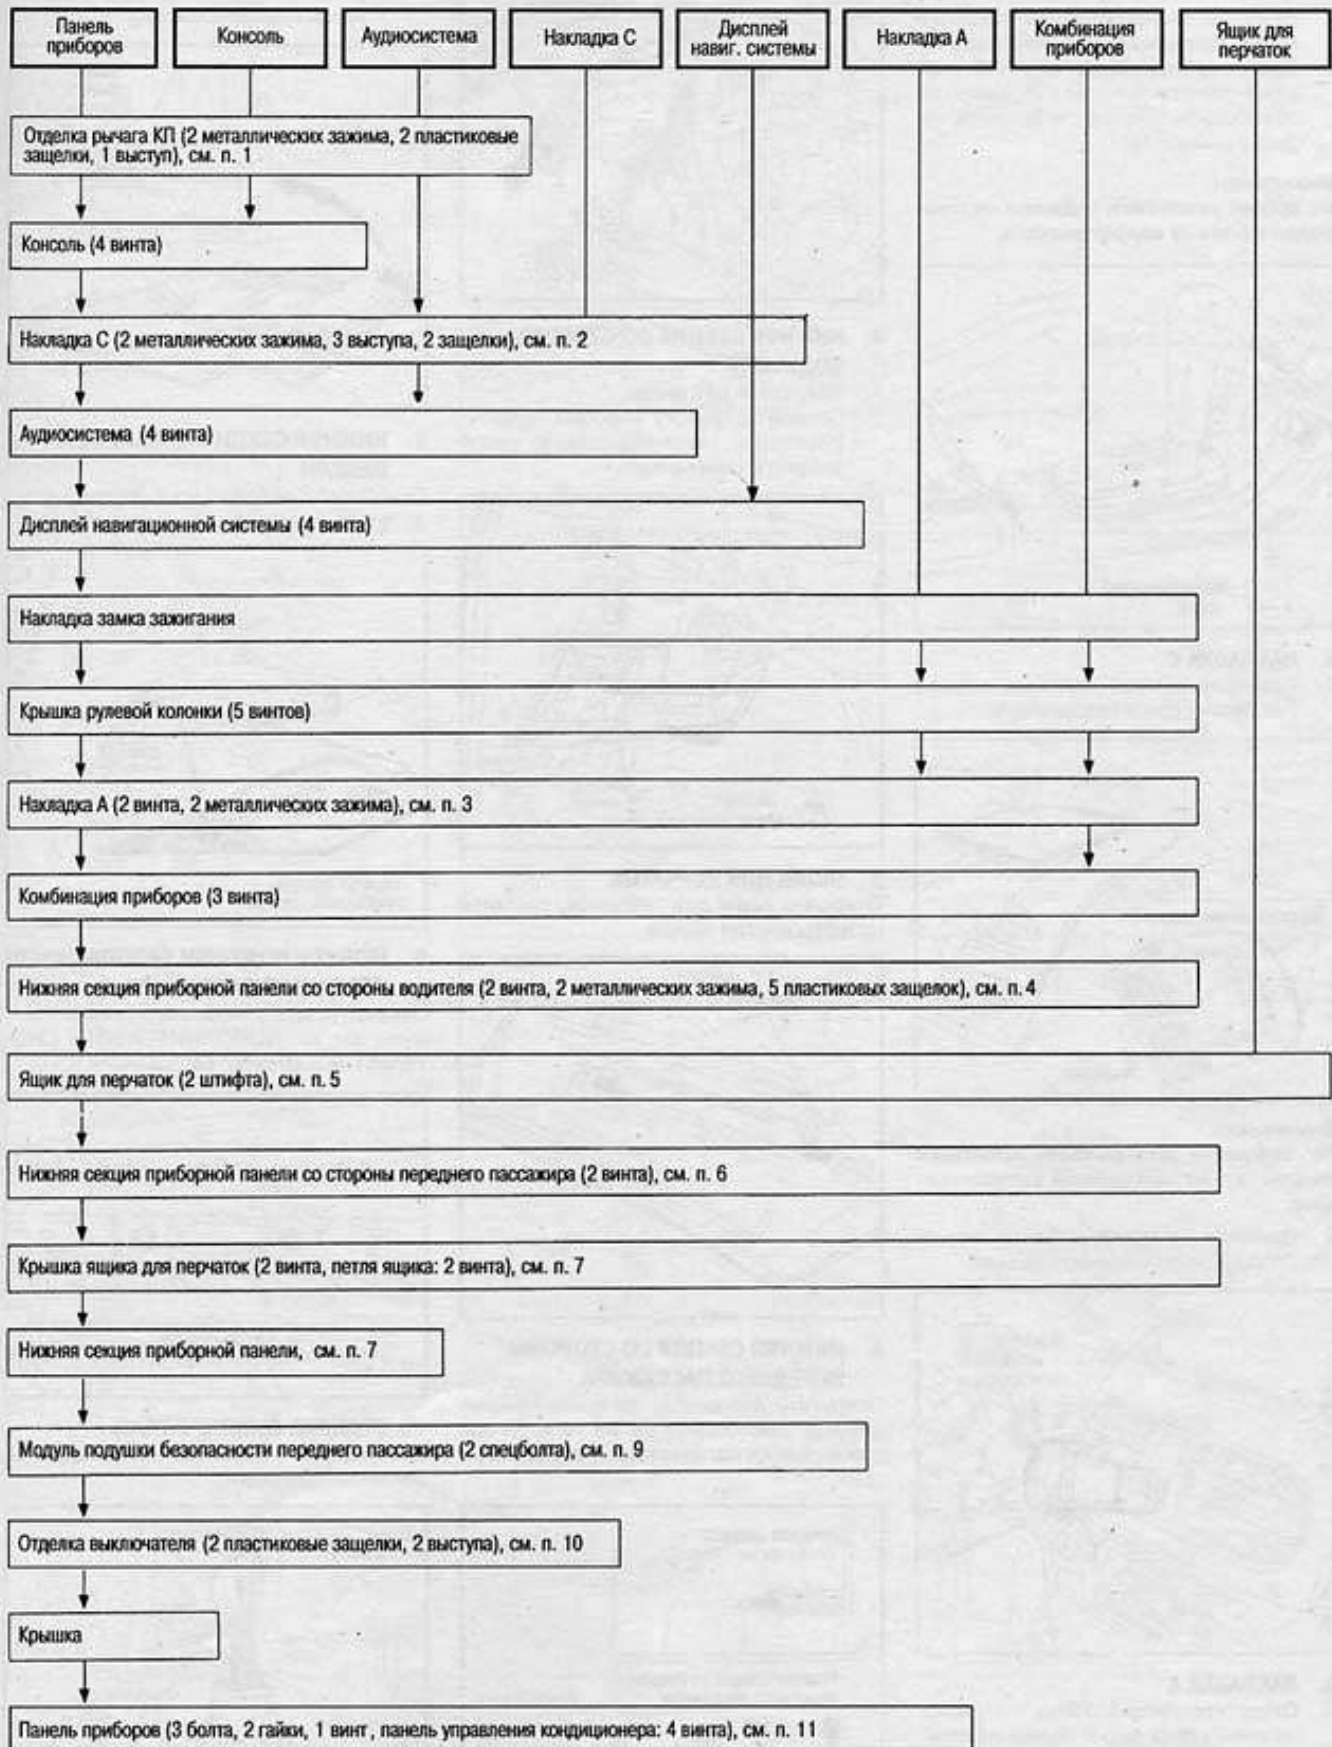 Панель
приборов
Консоль
Аудиосистема
Накладка С
Дисплей
навиг. системы
Накладка А
Комбинация
приборов
Ящик для
перчаток
Отделка рычага КП (2 металлических зажима, 2 пластиковые
защелки, 1 выступ), см. п. 1
Консоль (4 винта)
Накладка С (2 металлических зажима, 3 выступа, 2 защелки), см. п. 2
Аудиосистема (4 винта)
Дисплей навигационной системы (4 винта)
Накладка замка зажигания
Крышка рулевой колонки (5 винтов)
Накладка А (2 винта, 2 металлических зажима), см. п. 3
Комбинация приборов (3 винта)
Нижняя секция приборной панели со стороны водителя (2 винта, 2 металлических зажима, 5 пластиковых защелок), см. п. 4
Ящик для перчаток (2 штифта), см. п. 5
Нижняя секция приборной панели со стороны переднего пассажира (2 винта), см. п. 6
Крышка ящика для перчаток (2 винта, петля ящика: 2 винта), см. п. 7
Нижняя секция приборной панели, см. п. 7
Модуль подушки безопасности переднего пассажира (2 спецболта), см. п. 9
Отделка выключателя (2 пластиковые защелки, 2 выступа), см. п. 10
Крышка
Панель приборов (3 болта, 2 гайки, 1 винт, панель управления кондиционера: 4 винта), см. п. 11